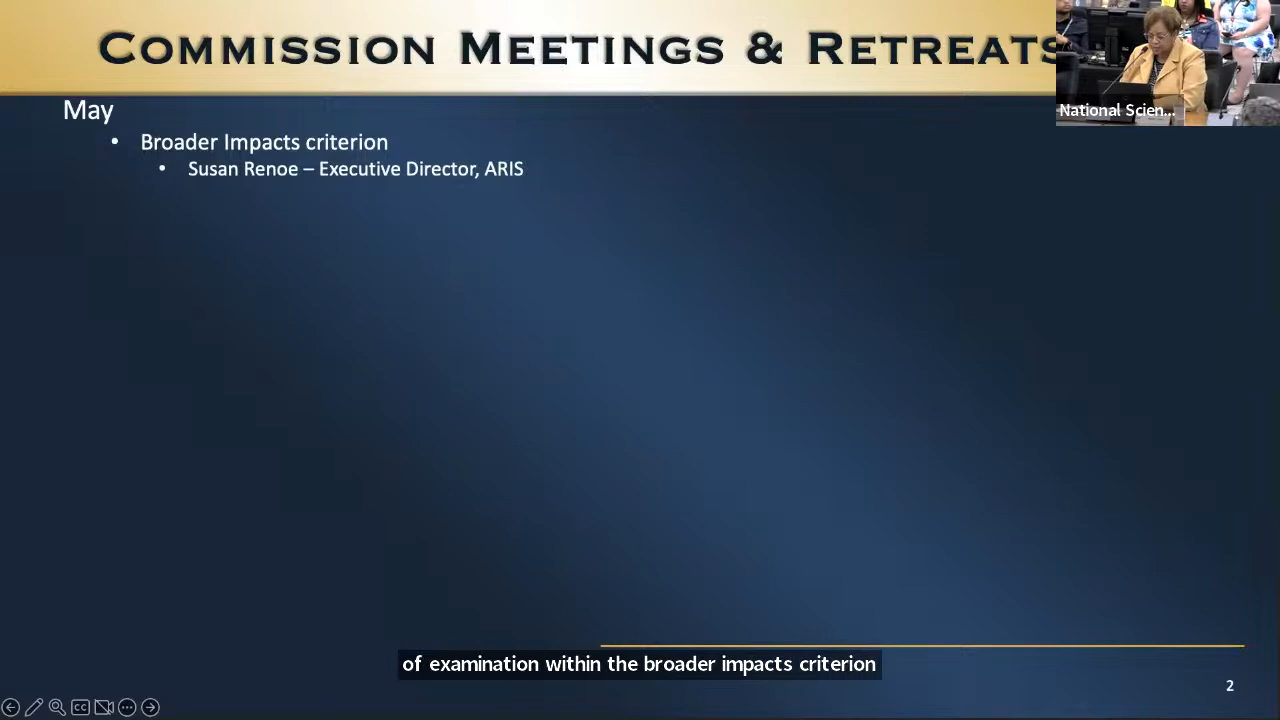 COMMISSION MEETINGS & RETREATS
National Scien...
May
• Broader Impacts criterion
• Susan Renoe – Executive Director, ARIS
of examination within the broader impacts criterion
2
CC